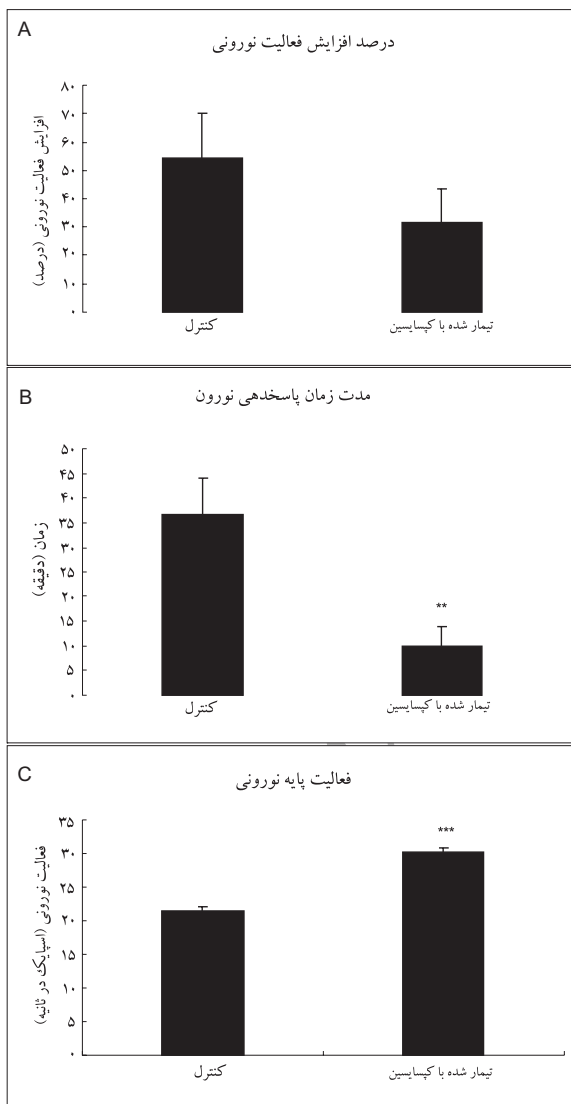 A
درصد افزایش فعالیت نورونی
افزایش فعالیت نورونی (درصد)
۸۰
۷۰
۶۰
۵۰
۴۰
۳۰
۲۰
۱۰
۰
کنترل
تیمار شده با کپسایسین
B
مدت زمان پاسخدهی نورون
زمان (دقیقه)
۵۰
۴۵
۴۰
۳۵
۳۰
۲۵
۲۰
۱۵
۱۰
۵
۰
**
کنترل
تیمار شده با کپسایسین
C
فعالیت پایه نورونی
فعالیت نورونی (اسپایک در ثانیه)
۳۵
۳۰
۲۵
۲۰
۱۵
۱۰
۵
۰
***
کنترل
تیمار شده با کپسایسین